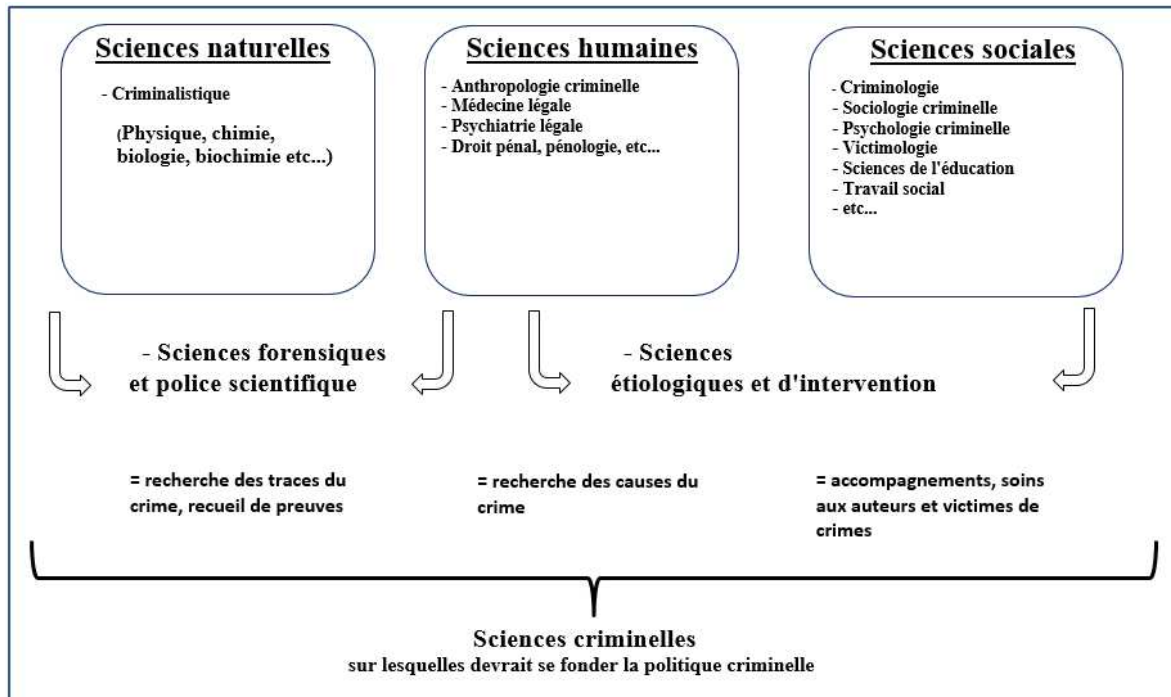 Sciences naturelles
- Criminalistique
(Physique, chimie,
biologie, biochimie etc...)
Sciences humaines
- Anthropologie criminelle
- Médecine légale
- Psychiatrie légale
- Droit pénal, pénologie, etc...
Sciences sociales
- Criminologie
- Sociologie criminelle
- Psychologie criminelle
- Victimologie
- Sciences de l'éducation
- Travail social
- etc...
- Sciences forensiques
et police scientifique
- Sciences
étiologiques et d'intervention
= recherche des traces du
crime, recueil de preuves
= recherche des causes du
crime
= accompagnements, soins
aux auteurs et victimes de
crimes
Sciences criminelles
sur lesquelles devrait se fonder la politique criminelle